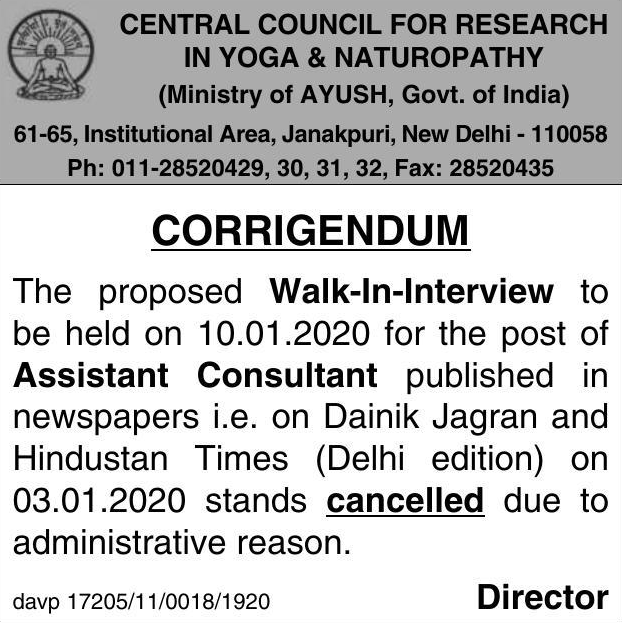 CENTRAL COUNCIL FOR RESEARCH
IN YOGA & NATUROPATHY
(Ministry of AYUSH, Govt. of India)
61-65, Institutional Area, Janakpuri, New Delhi - 110058
Ph: 011-28520429, 30, 31, 32, Fax: 28520435
CORRIGENDUM
The proposed Walk-In-Interview to
be held on 10.01.2020 for the post of
Assistant Consultant published in
newspapers i.e. on Dainik Jagran and
Hindustan Times (Delhi edition) on
03.01.2020 stands cancelled due to
administrative reason.
davp 17205/11/0018/1920
Director